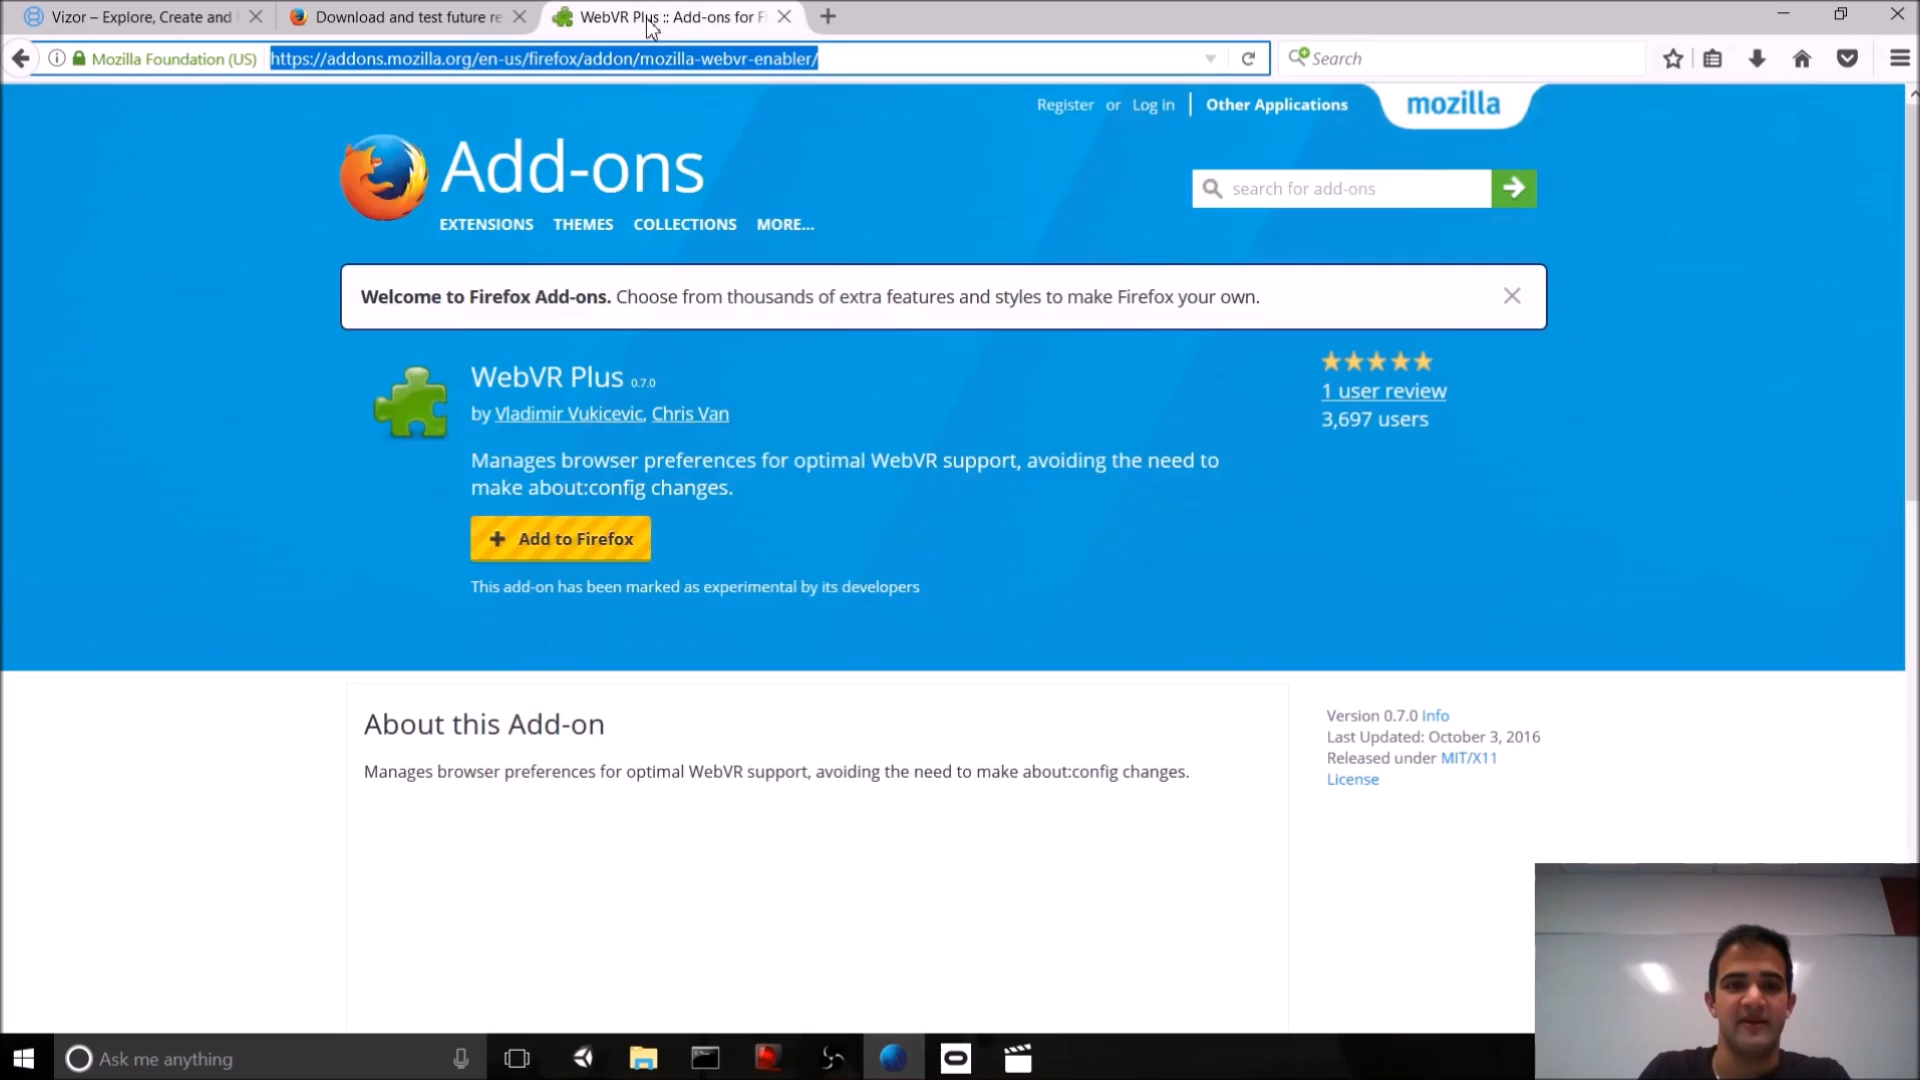 Vizor – Explore, Create and
Download and test future re
WebVR Plus :: Add-ons for F
Mozilla Foundation (US)
https://addons.mozilla.org/en-us/firefox/addon/mozilla-webvr-enabler/
Search
Register or Log in | Other Applications
mozilla
Add-ons
search for add-ons
EXTENSIONS THEMES COLLECTIONS MORE...
Welcome to Firefox Add-ons. Choose from thousands of extra features and styles to make Firefox your own.
WebVR Plus 0.7.0
by Vladimir Vukicevic, Chris Van
1 user review
3,697 users
Manages browser preferences for optimal WebVR support, avoiding the need to
make about:config changes.
Add to Firefox
This add-on has been marked as experimental by its developers
About this Add-on
Manages browser preferences for optimal WebVR support, avoiding the need to make about:config changes.
Version 0.7.0 Info
Last Updated: October 3, 2016
Released under MIT/X11
License
Ask me anything